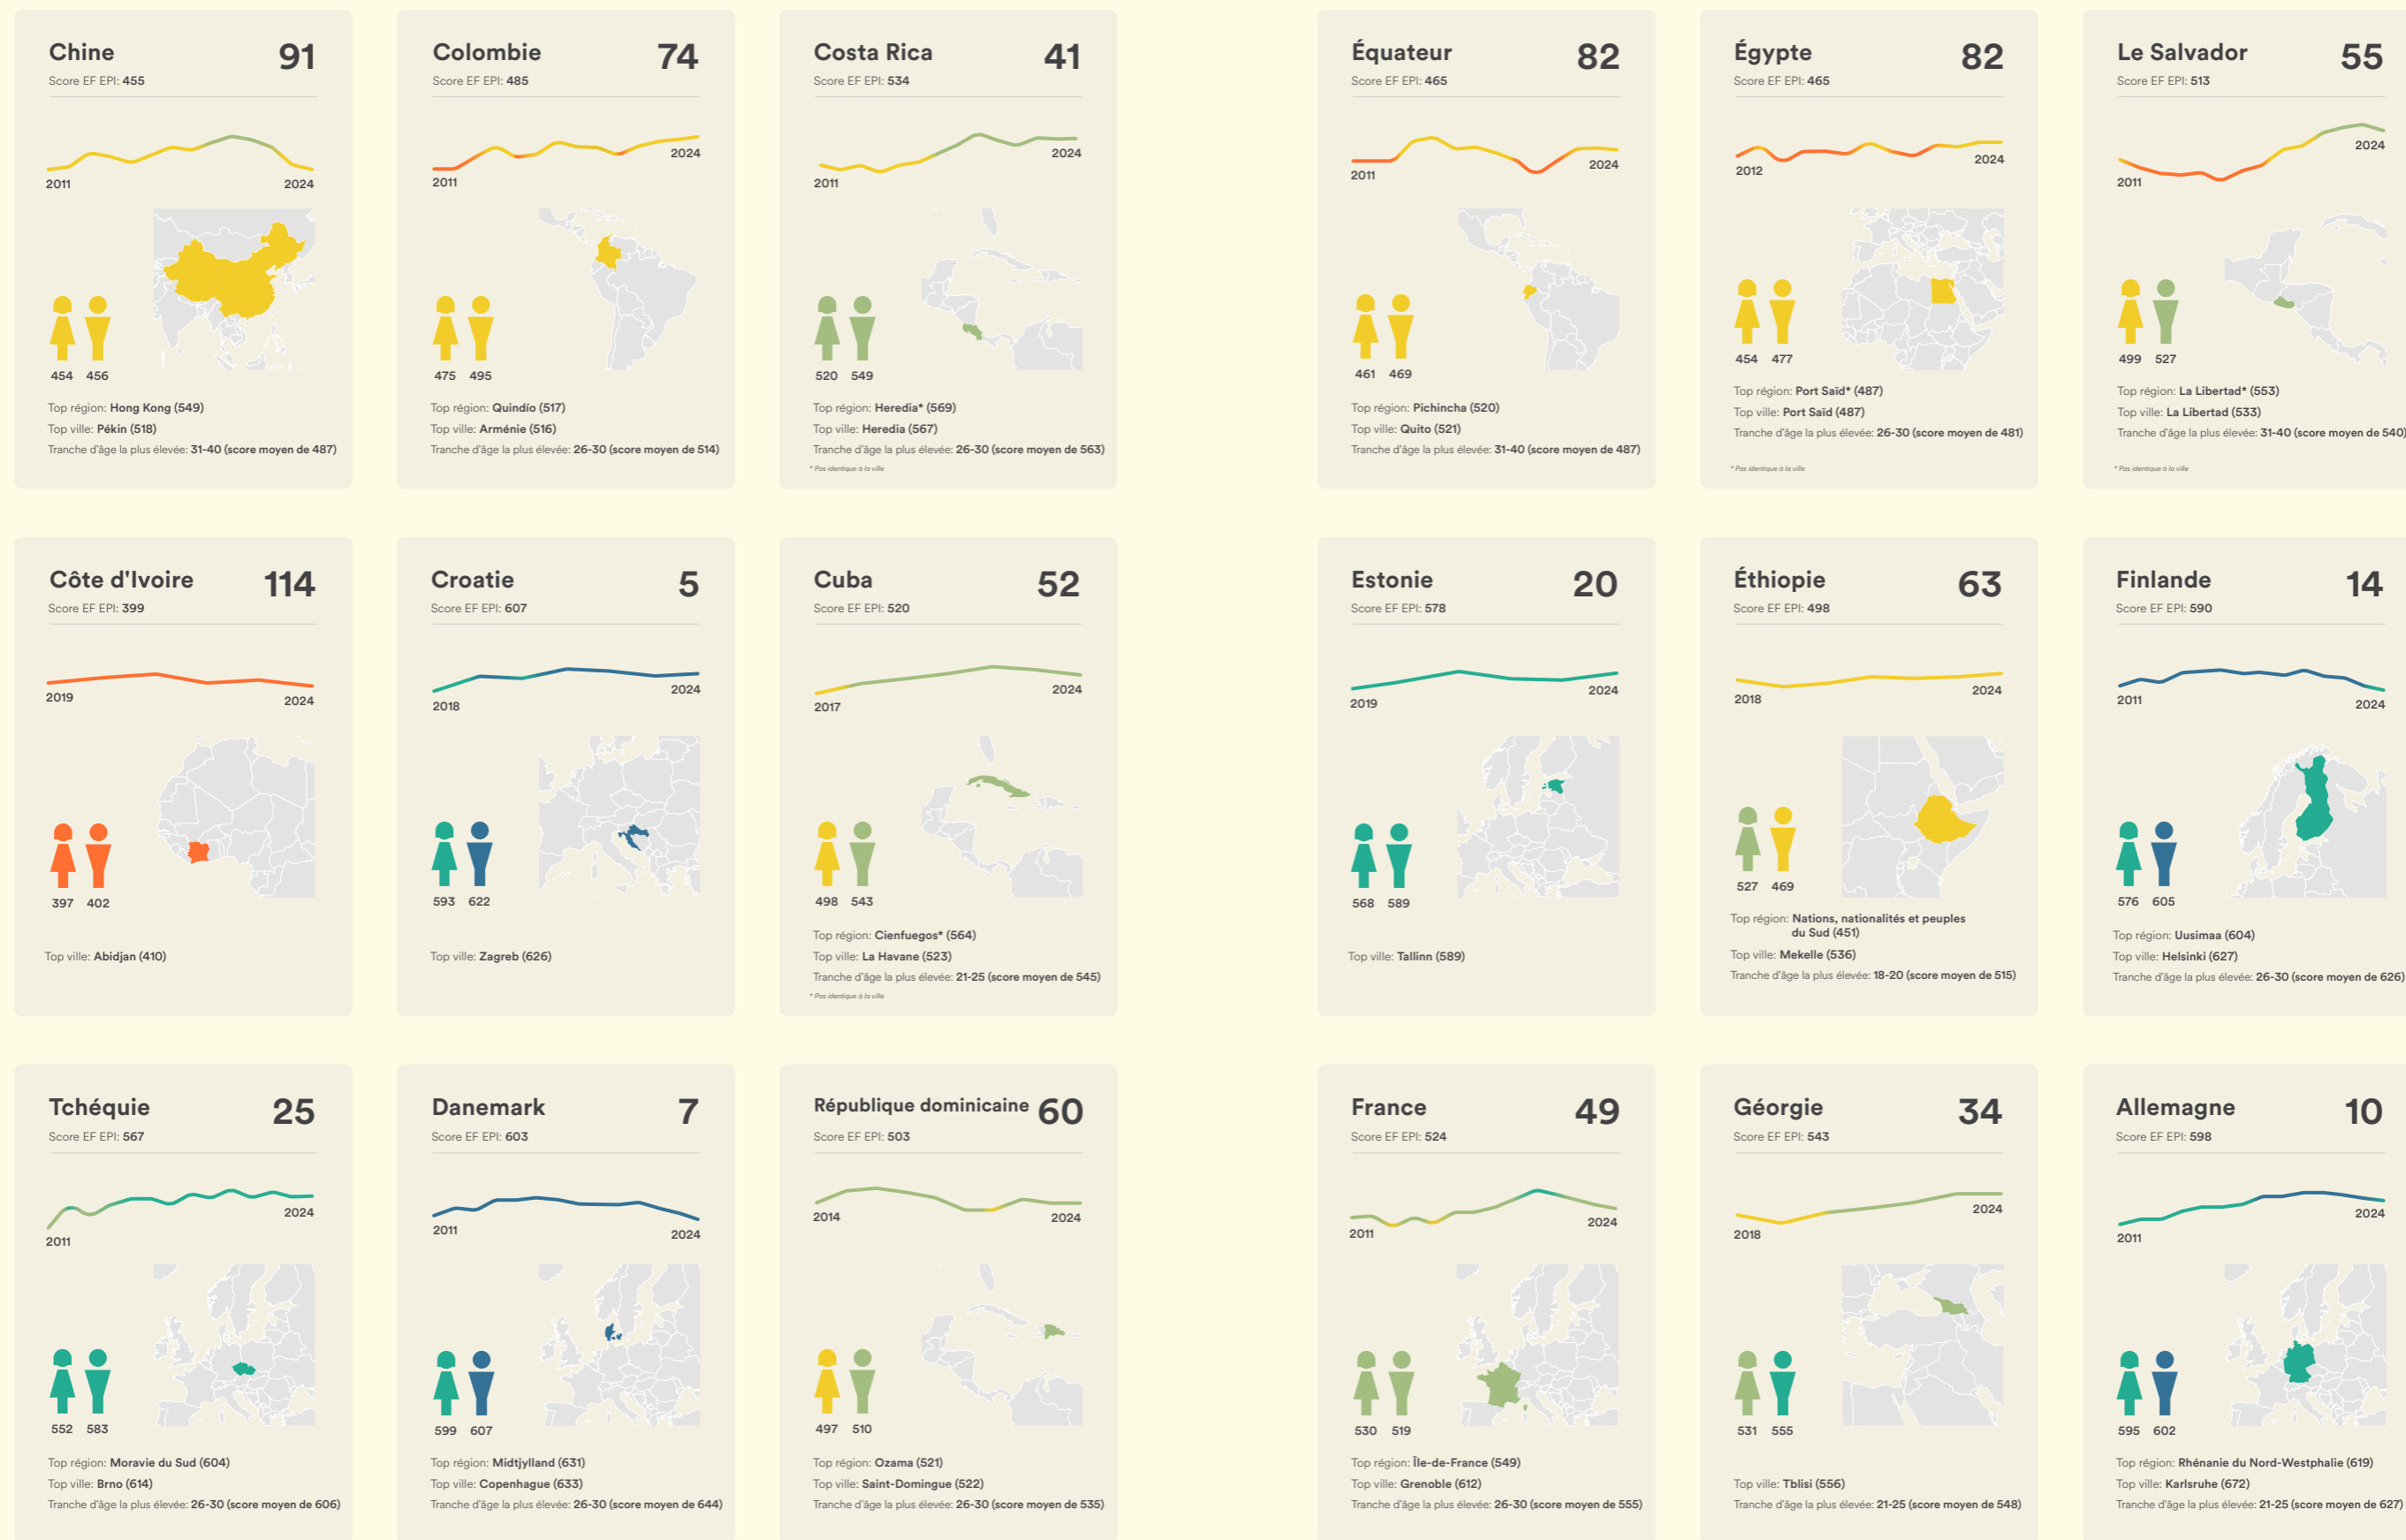 Chine
91
Score EF EPI: 455
2011
2024
454 456
Top région: Hong Kong (549)
Top ville: Pékin (518)
Tranche d'âge la plus élevée: 31-40 (score moyen de 487)
Colombie
74
Score EF EPI: 485
2011
2024
475 495
Top région: Quindío (517)
Top ville: Arménie (516)
Tranche d'âge la plus élevée: 26-30 (score moyen de 514)
Costa Rica
41
Score EF EPI: 534
2011
2024
520 549
Top région: Heredia* (569)
Top ville: Heredia (567)
Tranche d'âge la plus élevée: 26-30 (score moyen de 563)
* Pas identique à la ville
Équateur
82
Score EF EPI: 465
2011
2024
461 469
Top région: Pichincha (520)
Top ville: Quito (521)
Tranche d'âge la plus élevée: 31-40 (score moyen de 487)
Égypte
82
Score EF EPI: 465
2012
2024
454 477
Top région: Port Saïd* (487)
Top ville: Port Saïd (487)
Tranche d'âge la plus élevée: 26-30 (score moyen de 481)
* Pas identique à la ville
Le Salvador
55
Score EF EPI: 513
2011
2024
499 527
Top région: La Libertad* (553)
Top ville: La Libertad (533)
Tranche d'âge la plus élevée: 31-40 (score moyen de 540)
* Pas identique à la ville
Côte d'Ivoire
114
Score EF EPI: 399
2019
2024
397 402
Top ville: Abidjan (410)
Croatie
5
Score EF EPI: 607
2018
2024
593 622
Top ville: Zagreb (626)
Cuba
52
Score EF EPI: 520
2017
2024
498 543
Top région: Cienfuegos* (564)
Top ville: La Havane (523)
Tranche d'âge la plus élevée: 21-25 (score moyen de 545)
* Pas identique à la ville
Estonie
20
Score EF EPI: 578
2019
2024
568 589
Top ville: Tallinn (589)
Éthiopie
63
Score EF EPI: 498
2018
2024
527 469
Top région: Nations, nationalités et peuples
du Sud (451)
Top ville: Mekelle (536)
Tranche d'âge la plus élevée: 18-20 (score moyen de 515)
Finlande
14
Score EF EPI: 590
2011
2024
576 605
Top région: Uusimaa (604)
Top ville: Helsinki (627)
Tranche d'âge la plus élevée: 26-30 (score moyen de 626)
Tchéquie
25
Score EF EPI: 567
2011
2024
552 583
Top région: Moravie du Sud (604)
Top ville: Brno (614)
Tranche d'âge la plus élevée: 26-30 (score moyen de 606)
Danemark
7
Score EF EPI: 603
2011
2024
599 607
Top région: Midtjylland (631)
Top ville: Copenhague (633)
Tranche d'âge la plus élevée: 26-30 (score moyen de 644)
République dominicaine
60
Score EF EPI: 503
2014
2024
497 510
Top région: Ozama (521)
Top ville: Saint-Domingue (522)
Tranche d'âge la plus élevée: 26-30 (score moyen de 535)
France
49
Score EF EPI: 524
2011
2024
530 519
Top région: Île-de-France (549)
Top ville: Grenoble (612)
Tranche d'âge la plus élevée: 26-30 (score moyen de 555)
Géorgie
34
Score EF EPI: 543
2018
2024
531 555
Top ville: Tblisi (556)
Tranche d'âge la plus élevée: 21-25 (score moyen de 548)
Allemagne
10
Score EF EPI: 598
2011
2024
595 602
Top région: Rhénanie du Nord-Westphalie (619)
Top ville: Karlsruhe (672)
Tranche d'âge la plus élevée: 21-25 (score moyen de 627)